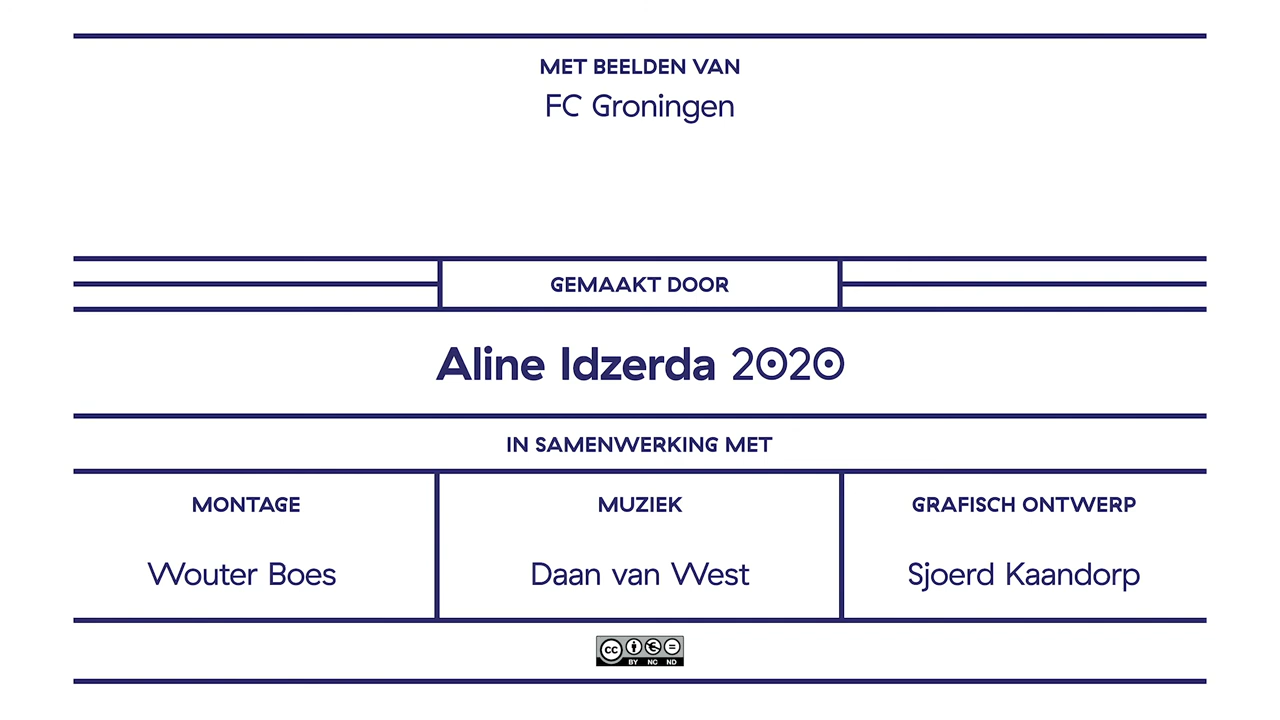 MET BEELDEN VAN
FC Groningen
GEMAAKT DOOR
Aline Idzerda 2020
IN SAMENWERKING MET
MONTAGE
Wouter Boes
MUZIEK
Daan van West
GRAFISCH ONTWERP
Sjoerd Kaandorp
CC BY NC ND